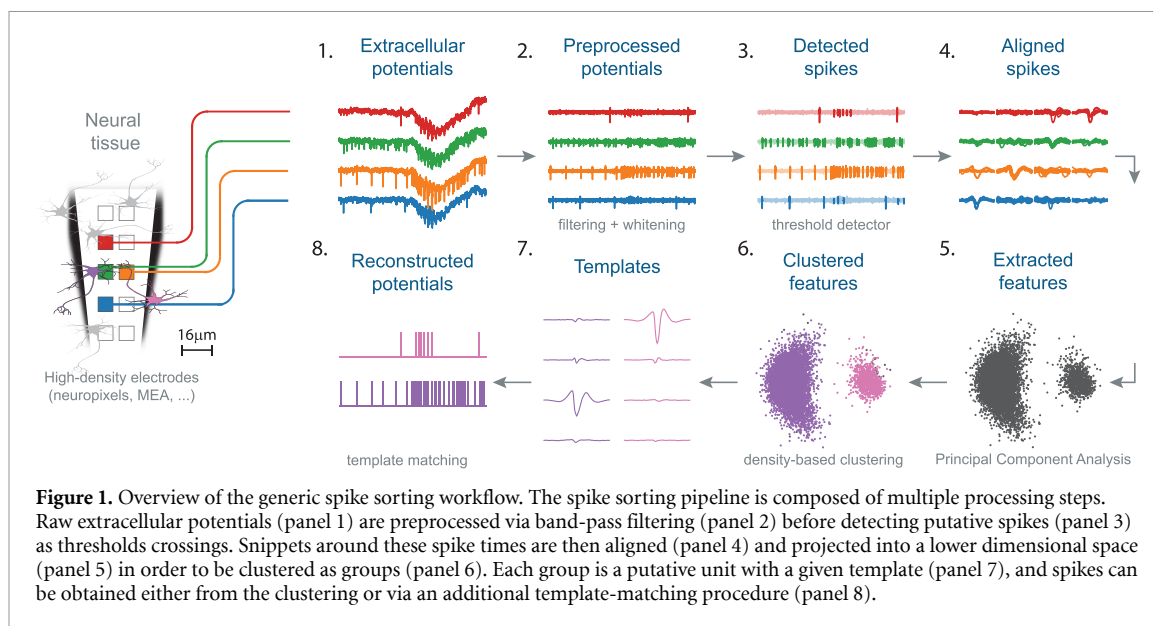 Neural
tissue
16µm
High-density electrodes
(neuropixels, MEA, ...)
1. Extracellular
potentials
2. Preprocessed
potentials
filtering + whitening
3. Detected
spikes
threshold detector
4. Aligned
spikes
5. Extracted
features
Principal Component Analysis
6. Clustered
features
density-based clustering
7. Templates
8. Reconstructed
potentials
template matching
Figure 1. Overview of the generic spike sorting workflow. The spike sorting pipeline is composed of multiple processing steps.
Raw extracellular potentials (panel 1) are preprocessed via band-pass filtering (panel 2) before detecting putative spikes (panel 3)
as thresholds crossings. Snippets around these spike times are then aligned (panel 4) and projected into a lower dimensional space
(panel 5) in order to be clustered as groups (panel 6). Each group is a putative unit with a given template (panel 7), and spikes can
be obtained either from the clustering or via an additional template-matching procedure (panel 8).